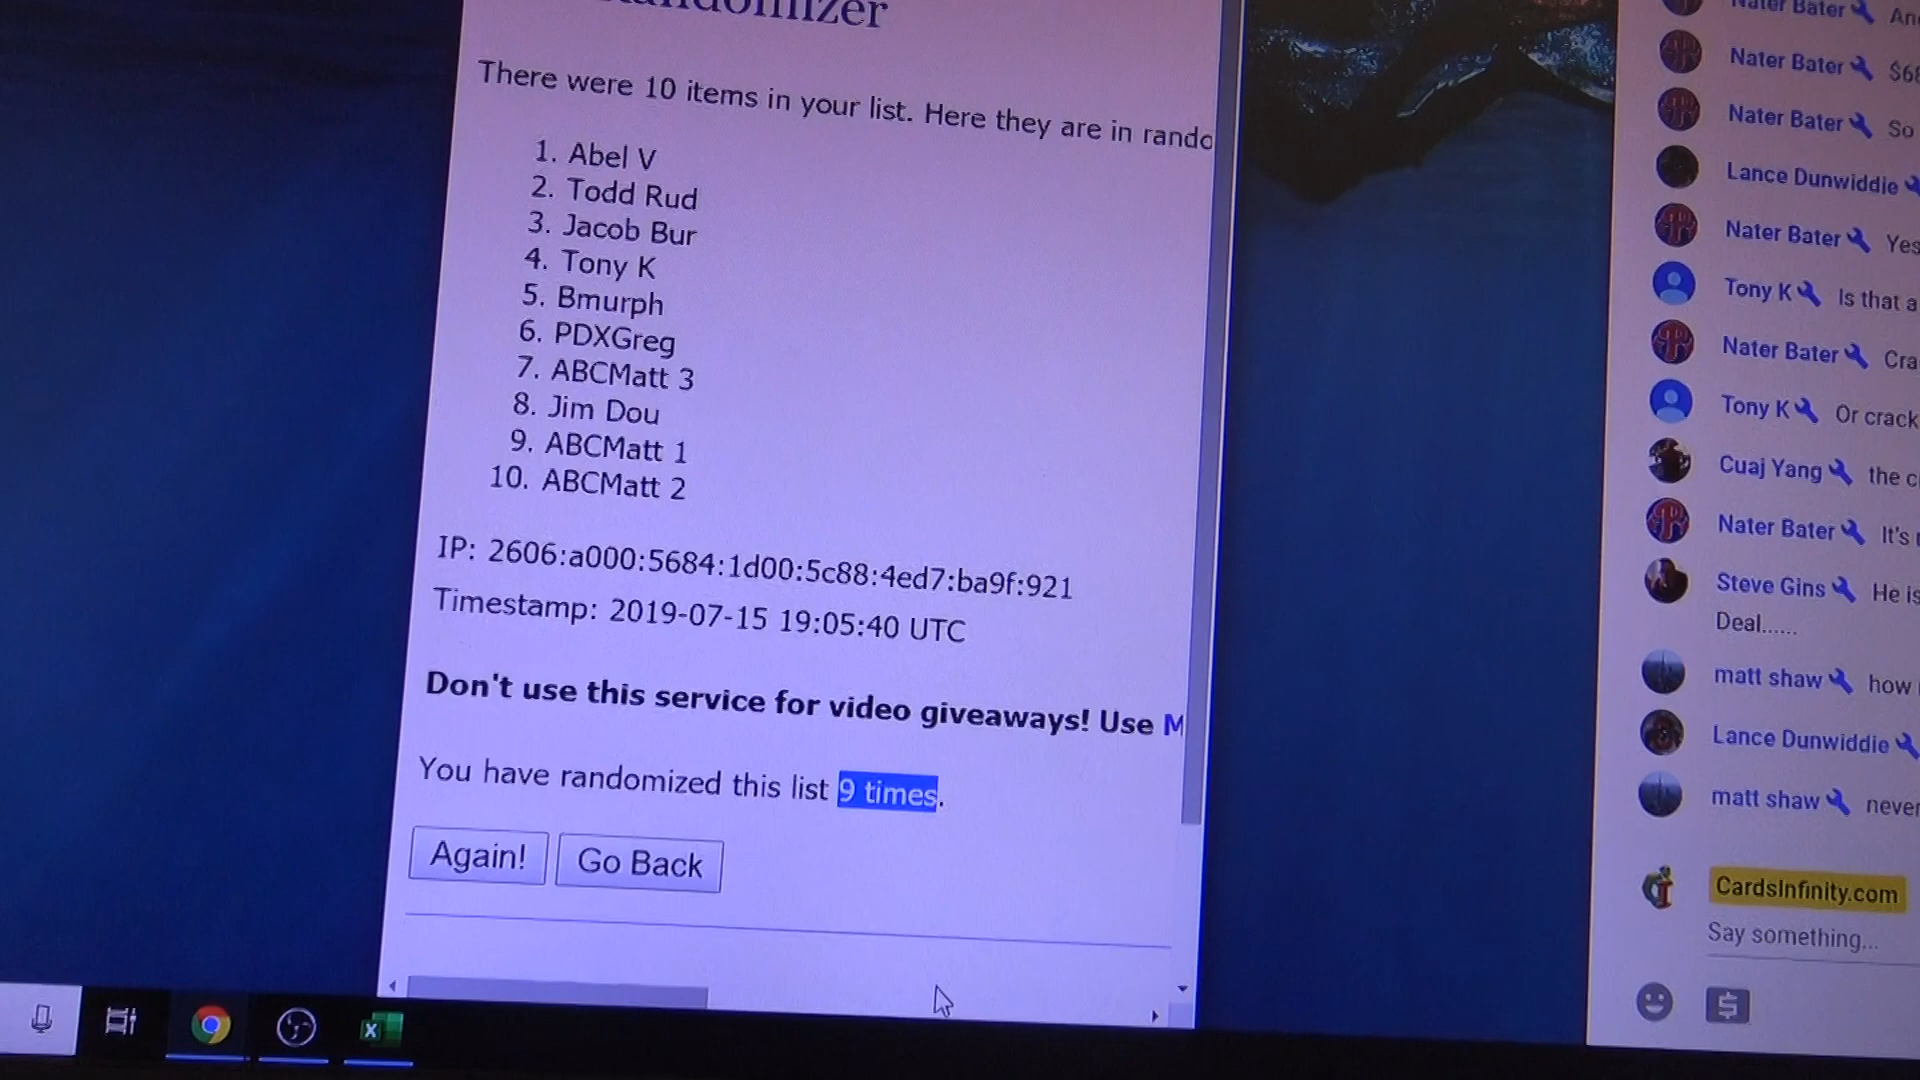 There were 10 items in your list. Here they are in rando
1. Abel V
2. Todd Rud
3. Jacob Bur
4. Tony K
5. Bmurph
6. PDXGreg
7. ABCMatt 3
8. Jim Dou
9. ABCMatt 1
10. ABCMatt 2
IP: 2606:a000:5684:1d00:5c88:4ed7:ba9f:921
Timestamp: 2019-07-15 19:05:40 UTC
Don't use this service for video giveaways! Use M
You have randomized this list 9 times.
Again! Go Back
Nater Bater
Nater Bater $68
Nater Bater So
Lance Dunwiddie
Nater Bater Yes
Tony K Is that a
Nater Bater Cra
Tony K Or crack
Cuaj Yang the c
Nater Bater It's
Steve Gins He is
Deal......
matt shaw how
Lance Dunwiddie
matt shaw never
CardsInfinity.com
Say something...